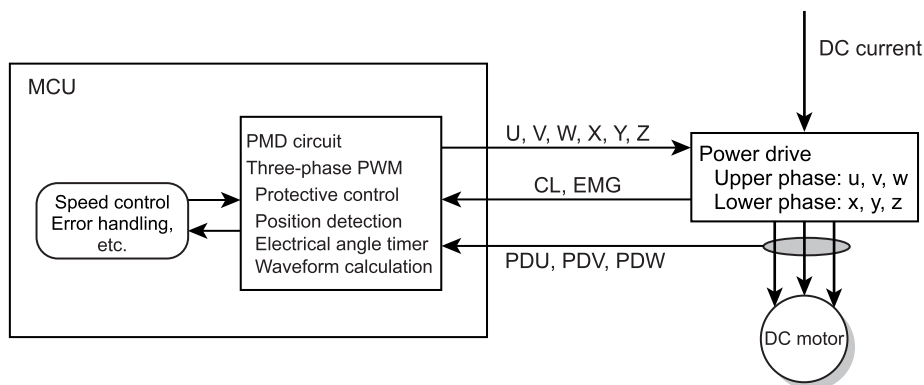 DC current
MCU
PMD circuit
Three-phase PWM
Protective control
Position detection
Electrical angle timer
Waveform calculation
Speed control
Error handling,
etc.
U, V, W, X, Y, Z
CL, EMG
PDU, PDV, PDW
Power drive
Upper phase: u, v, w
Lower phase: x, y, z
DC motor